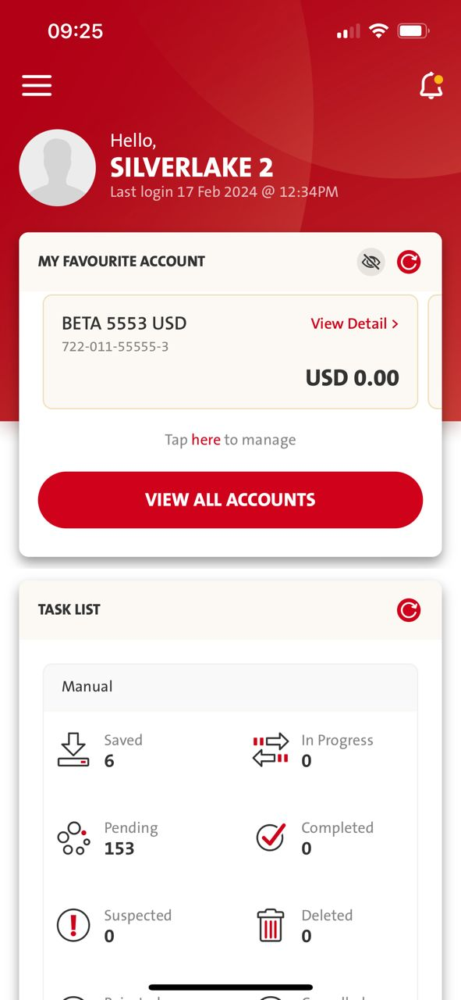 09:25
Hello,
SILVERLAKE 2
Last login 17 Feb 2024 @ 12:34PM
MY FAVOURITE ACCOUNT
BETA 5553 USD
View Detail >
722-011-55555-3
USD 0.00
Tap here to manage
VIEW ALL ACCOUNTS
TASK LIST
Manual
Saved
6
In Progress
0
Pending
153
Completed
0
Suspected
0
Deleted
0